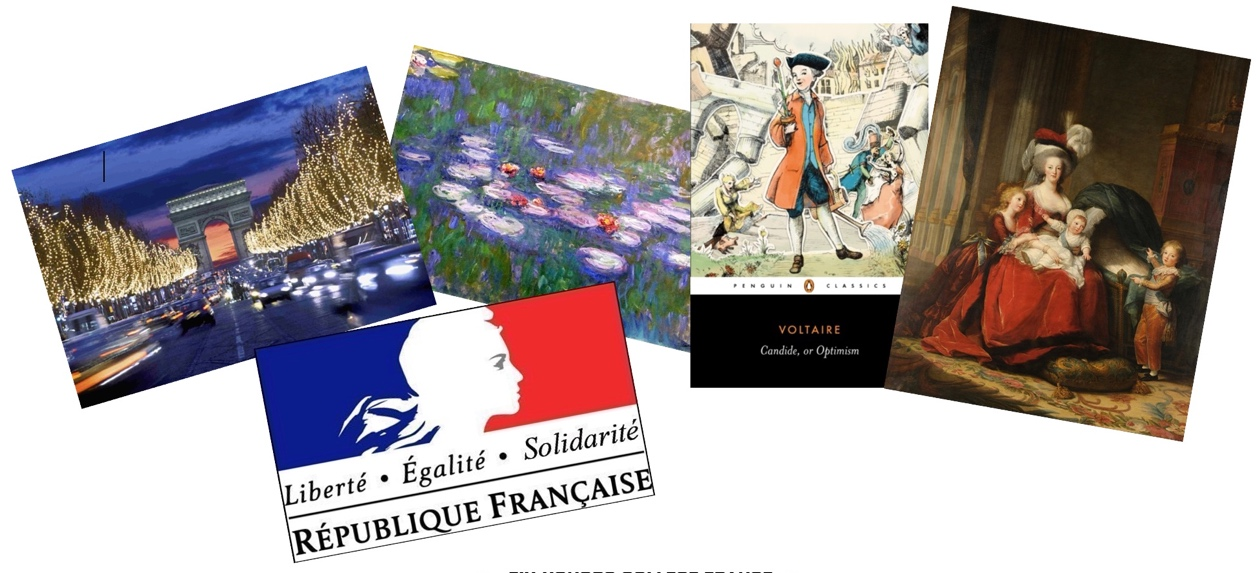 PENGUIN CLASSICS
VOLTAIRE
Candide, or Optimism
Liberté • Égalité • Solidarité
RÉPUBLIQUE FRANÇAISE